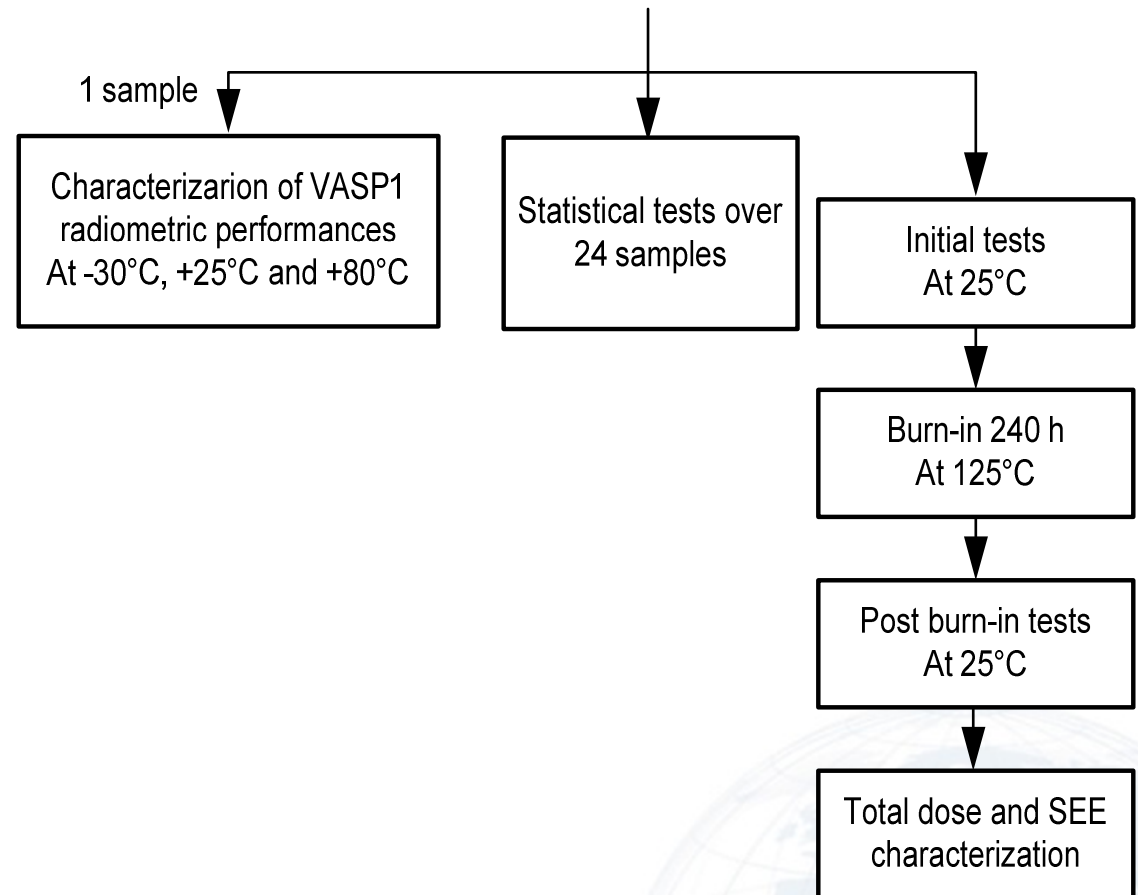 1 sample
Characterizarion of VASP1
radiometric performances
At -30°C, +25°C and +80°C
Statistical tests over
24 samples
Initial tests
At 25°C
Burn-in 240 h
At 125°C
Post burn-in tests
At 25°C
Total dose and SEE
characterization